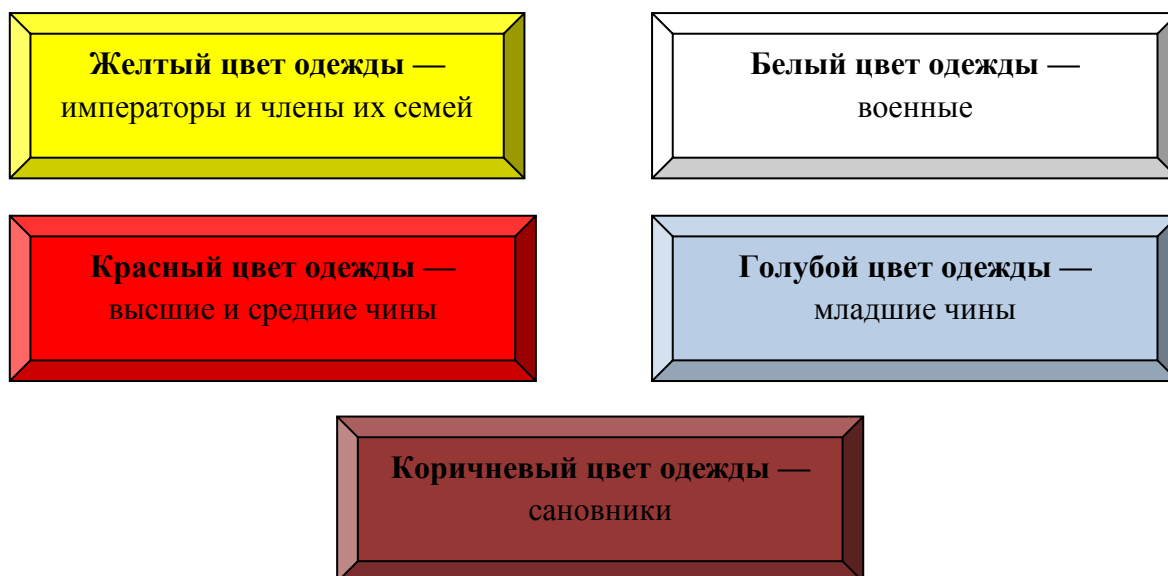 Желтый цвет одежды —
императоры и члены их семей
Белый цвет одежды —
военные
Красный цвет одежды —
высшие и средние чины
Голубой цвет одежды —
младшие чины
Коричневый цвет одежды —
сановники